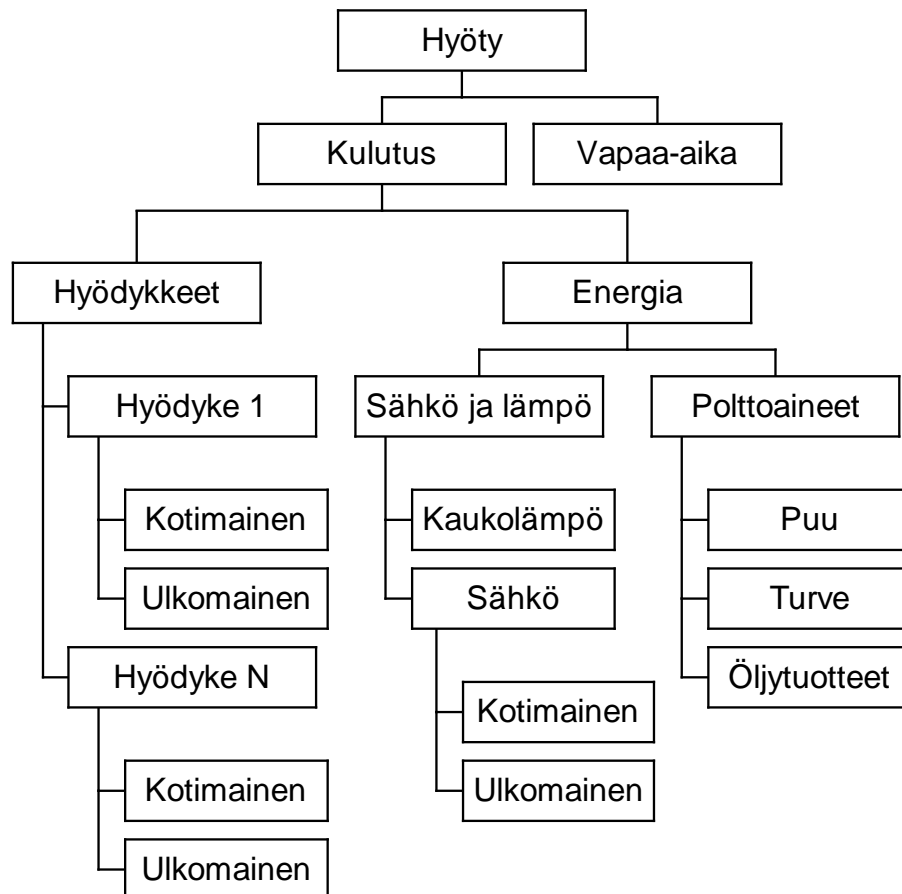 Hyöty
Kulutus
Vapaa-aika
Hyödykkeet
Energia
Hyödyke 1
Sähkö ja lämpö
Polttoaineet
Kotimainen
Kaukolämpö
Puu
Ulkomainen
Sähkö
Turve
Hyödyke N
Öljytuotteet
Kotimainen
Kotimainen
Ulkomainen
Ulkomainen